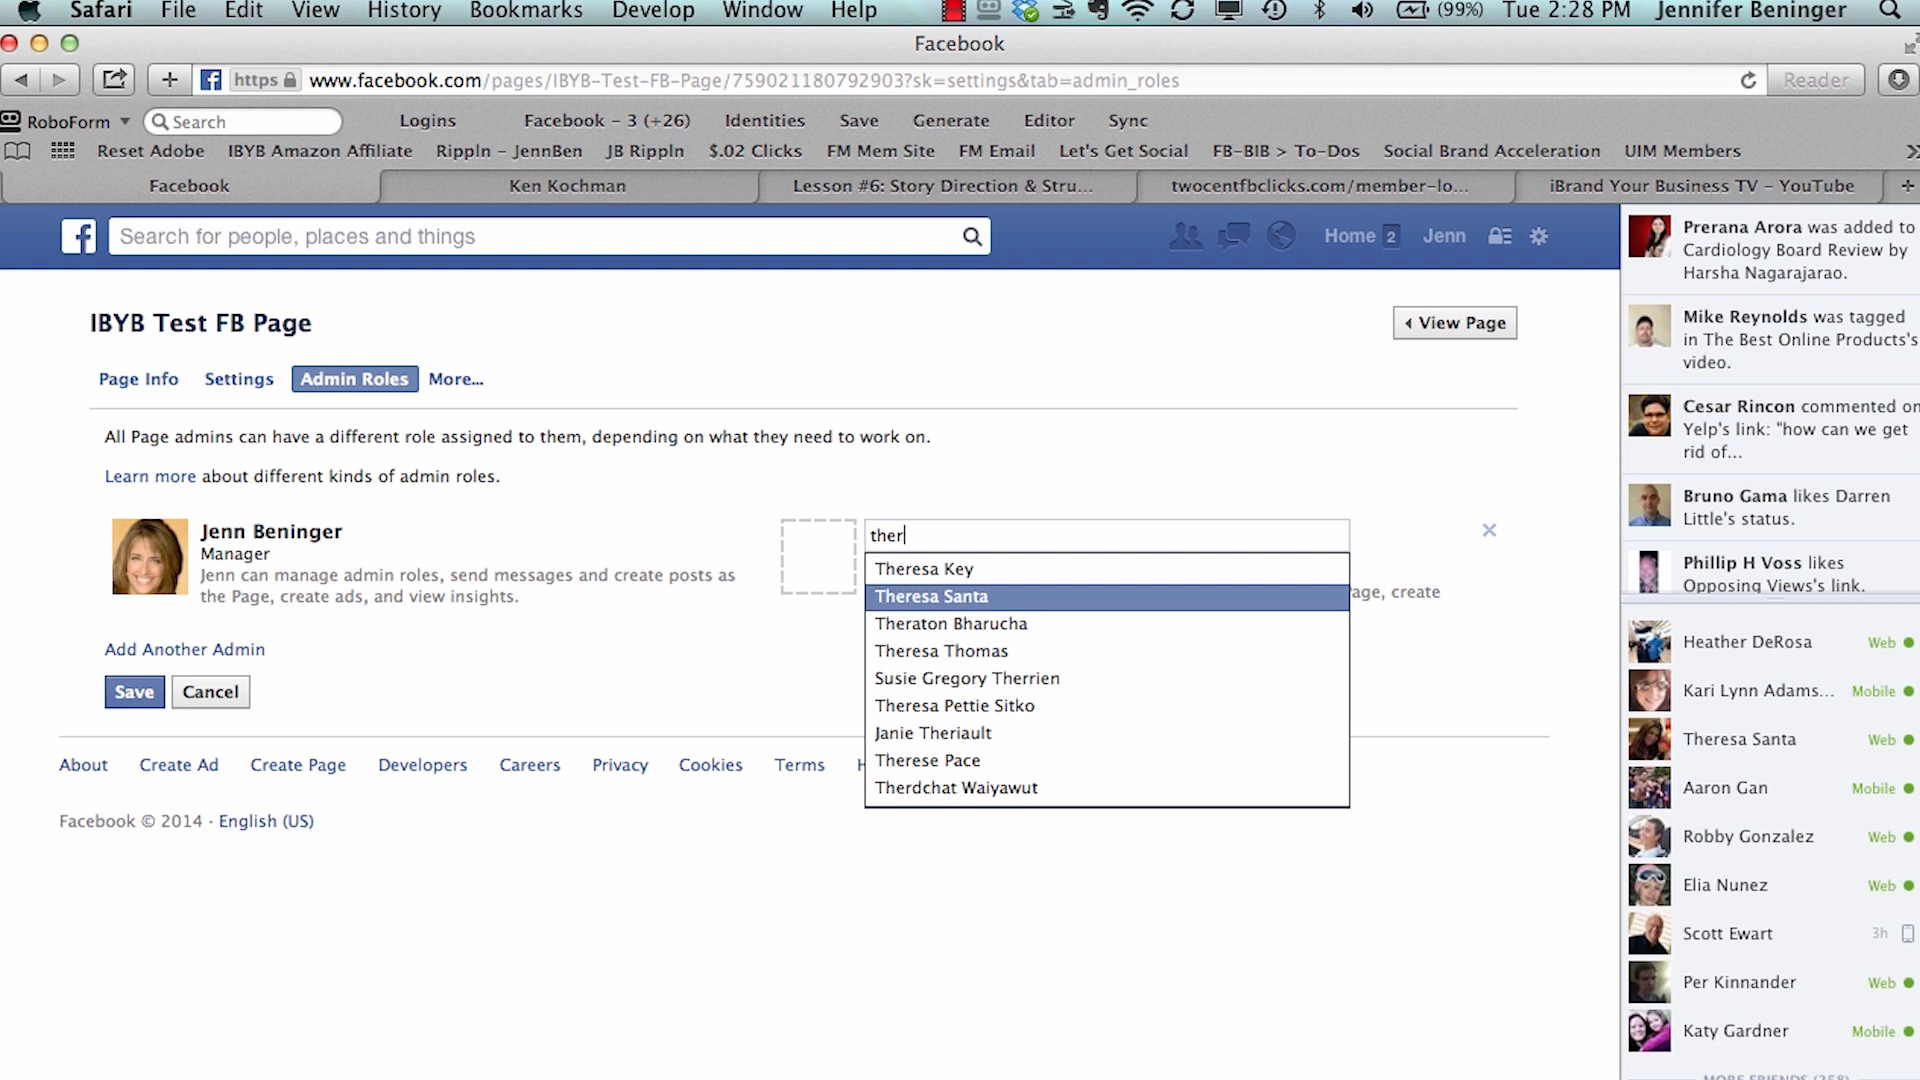 Safari File Edit View History Bookmarks Develop Window Help (99%) Tue 2:28 PM Jennifer Beninger
Facebook
https www.facebook.com/pages/IBYB-Test-FB-Page/759021180792903?sk=settings&tab=admin_roles Reader
RoboForm Search Logins Facebook - 3 (+26) Identities Save Generate Editor Sync
Reset Adobe IBYB Amazon Affiliate Rippln - JennBen JB Rippln $.02 Clicks FM Mem Site FM Email Let's Get Social FB-BIB > To-Dos Social Brand Acceleration UIM Members
Facebook Ken Kochman Lesson #6: Story Direction & Stru... twocentfbclicks.com/member-lo... iBrand Your Business TV - YouTube
Search for people, places and things Home 2 Jenn
IBYB Test FB Page
View Page
Page Info Settings Admin Roles More...
All Page admins can have a different role assigned to them, depending on what they need to work on.
Learn more about different kinds of admin roles.
Jenn Beninger
Manager
Jenn can manage admin roles, send messages and create posts as
the Page, create ads, and view insights.
ther
Theresa Key
Theresa Santa
Theraton Bharucha
Theresa Thomas
Susie Gregory Therrien
Theresa Pettie Sitko
Janie Theriault
Therese Pace
Therdchat Waiyawut
age, create
Add Another Admin
Save Cancel
About Create Ad Create Page Developers Careers Privacy Cookies Terms
Facebook © 2014 · English (US)
Prerana Arora was added to
Cardiology Board Review by
Harsha Nagarajarao.
Mike Reynolds was tagged
in The Best Online Products's
video.
Cesar Rincon commented on
Yelp's link: "how can we get
rid of...
Bruno Gama likes Darren
Little's status.
Phillip H Voss likes
Opposing Views's link.
Heather DeRosa Web
Kari Lynn Adams... Mobile
Theresa Santa Web
Aaron Gan Mobile
Robby Gonzalez Web
Elia Nunez Web
Scott Ewart 3h
Per Kinnander Web
Katy Gardner Mobile
MORE FRIENDS